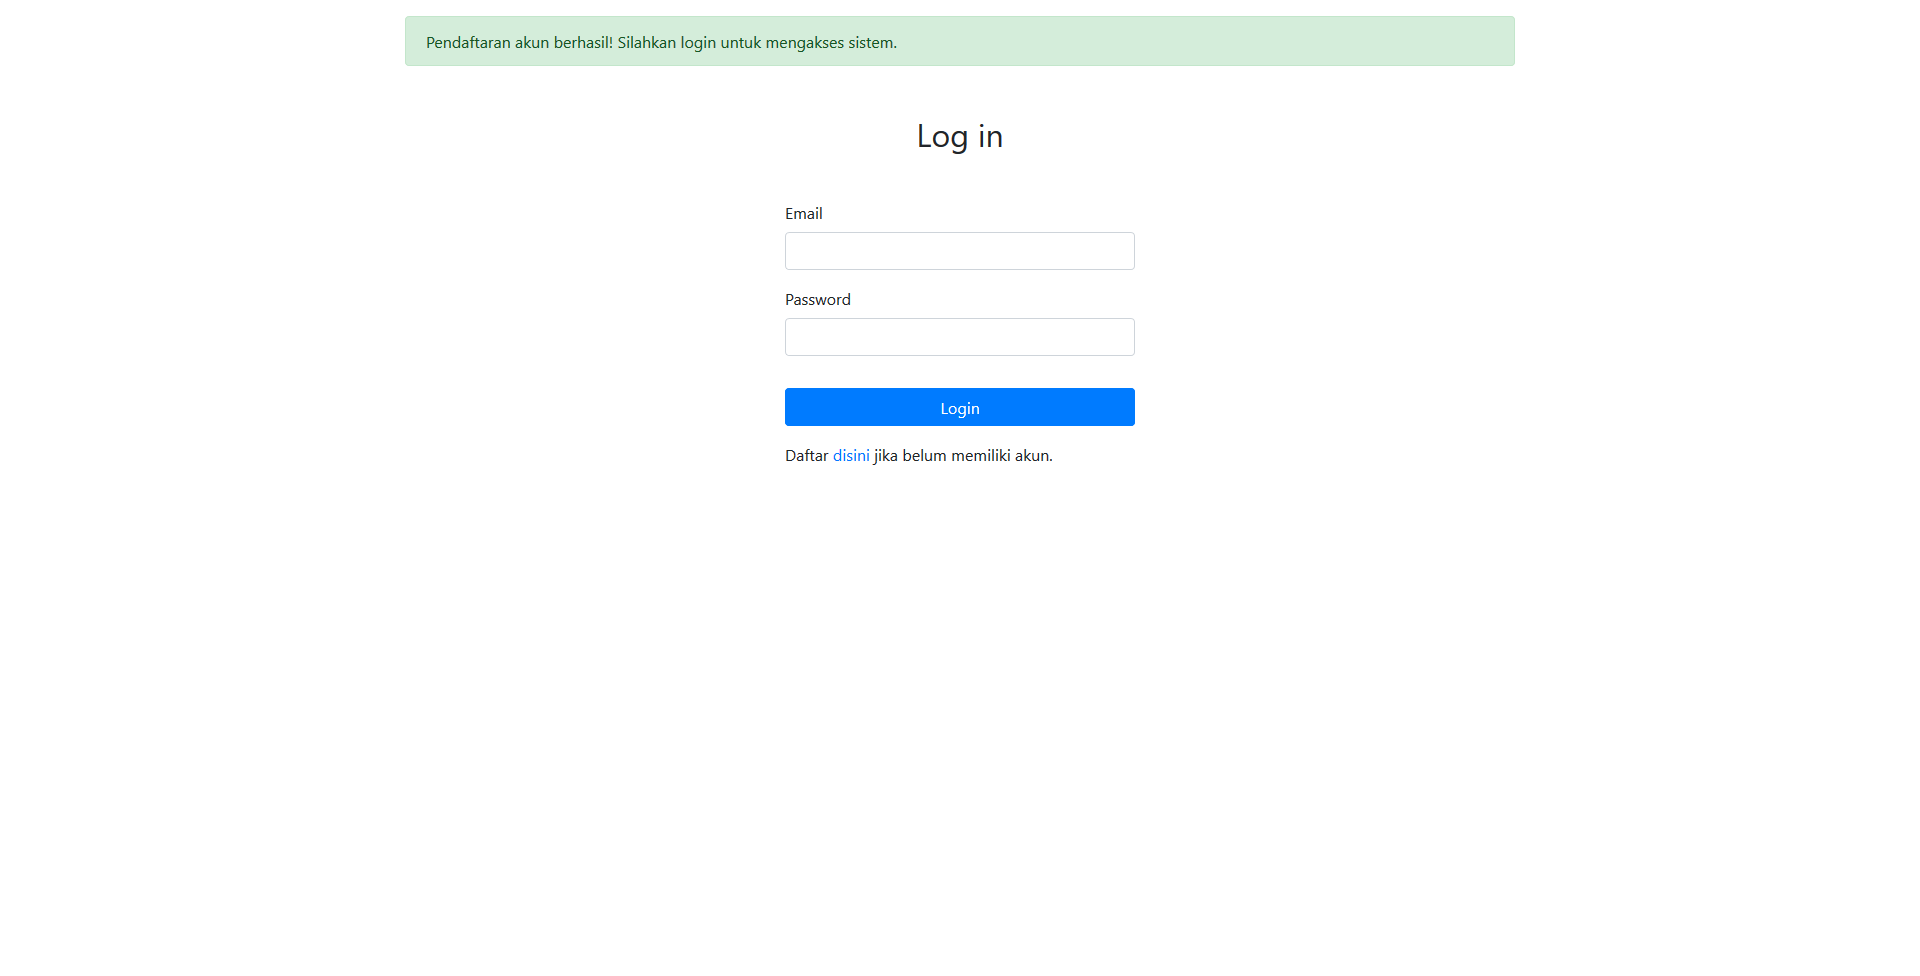 Pendaftaran akun berhasil! Silahkan login untuk mengakses sistem.
Log in
Email
Password
Login
Daftar disini jika belum memiliki akun.